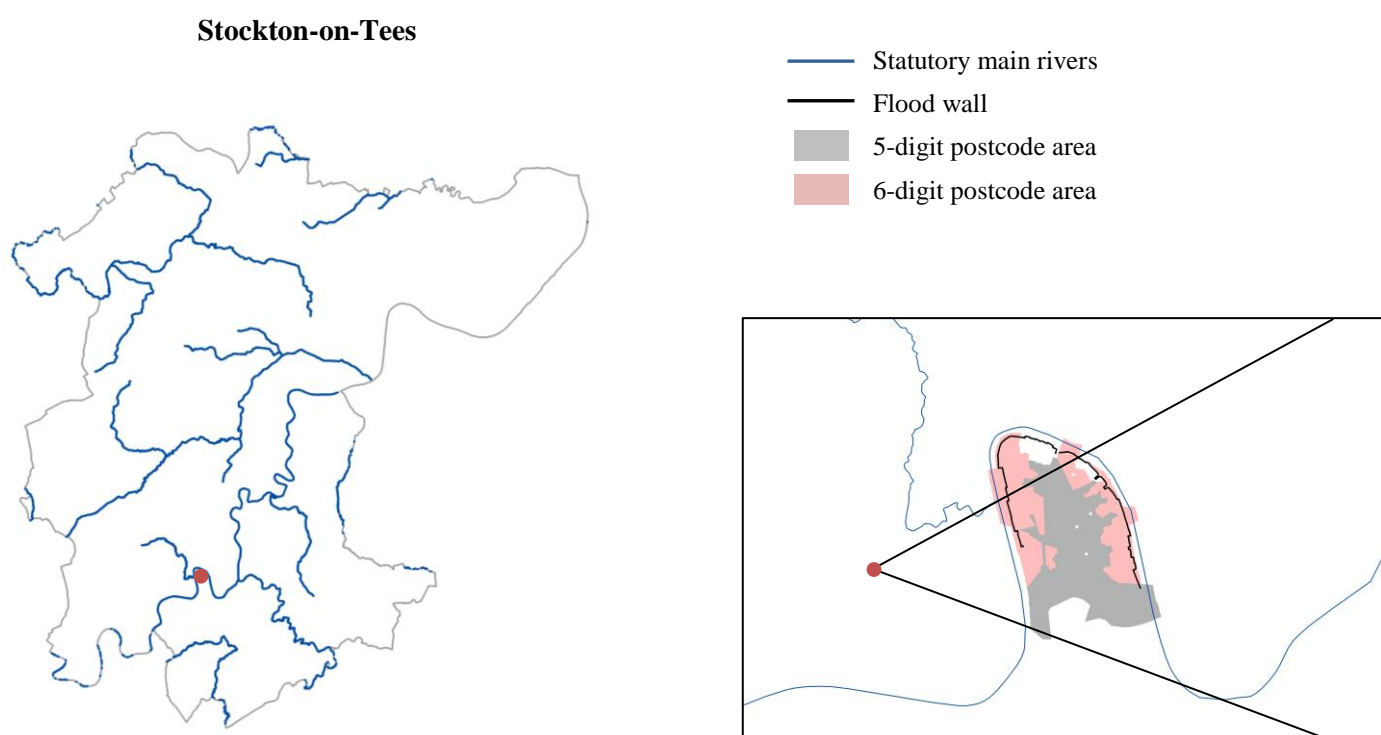 Stockton-on-Tees
Statutory main rivers
Flood wall
5-digit postcode area
6-digit postcode area